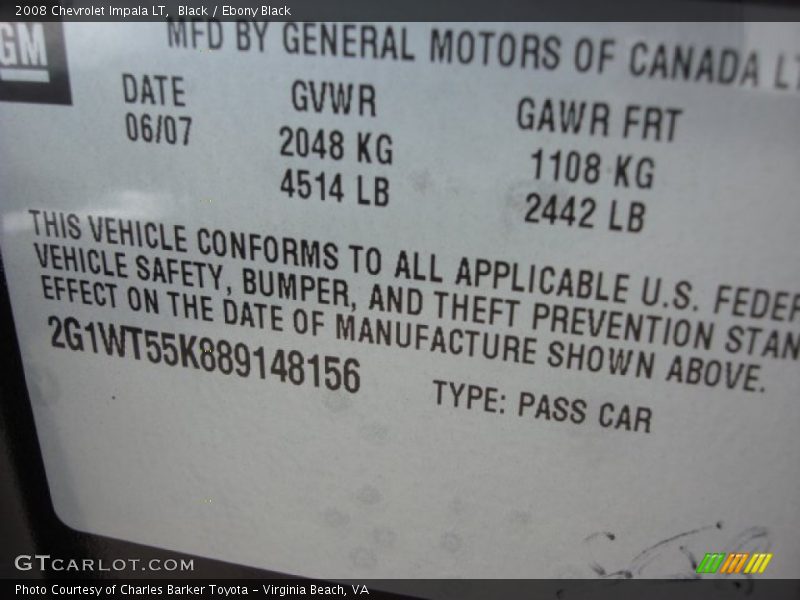 2008 Chevrolet Impala LT, Black / Ebony Black
GM
MFD BY GENERAL MOTORS OF CANADA
DATE GVWR GAWR FRT
06/07 2048 KG 1108 KG
4514 LB 2442 LB
THIS VEHICLE CONFORMS TO ALL APPLICABLE U.S.
VEHICLE SAFETY, BUMPER, AND THEFT PREVENTION
EFFECT ON THE DATE OF MANUFACTURE SHOWN ABOVE.
2G1WT55K889148156 TYPE: PASS CAR
GTCARLOT.COM
Photo Courtesy of Charles Barker Toyota – Virginia Beach, VA